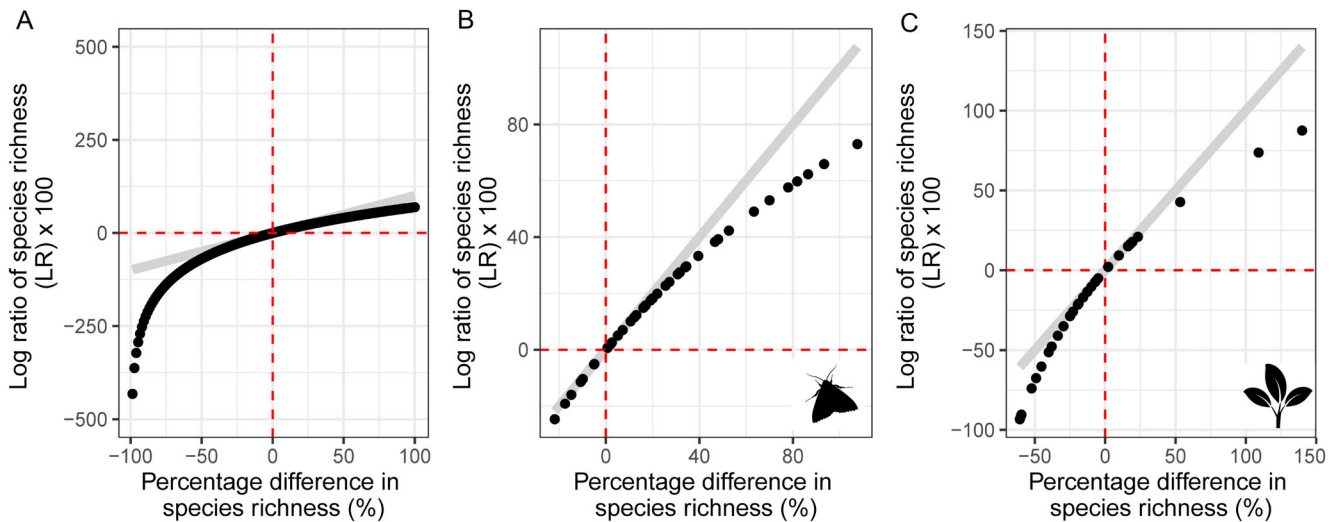 A
Log ratio of species richness
(LR) x 100
500
250
0
−250
−500
−100
−50
0
50
100
Percentage difference in
species richness (%)
B
Log ratio of species richness
(LR) x 100
80
40
0
0
40
80
Percentage difference in
species richness (%)
C
Log ratio of species richness
(LR) x 100
150
100
50
0
−50
−100
−50
0
50
100
150
Percentage difference in
species richness (%)